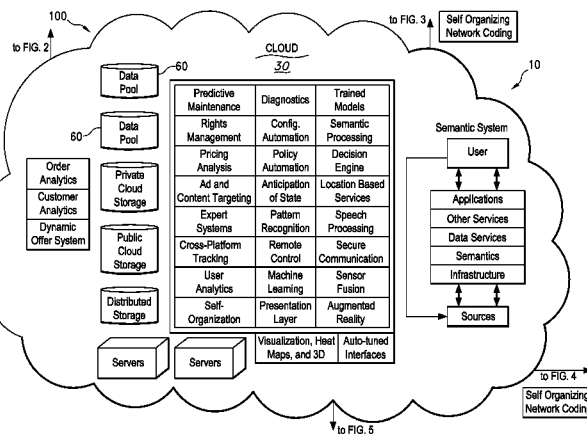 100
to FIG. 2
to FIG. 3
Self Organizing
Network Coding
10
CLOUD
30
60
Data
Pool
60
Data
Pool
Private
Cloud
Storage
Public
Cloud
Storage
Distributed
Storage
Order
Analytics
Customer
Analytics
Dynamic
Offer System
Predictive
Maintenance
Diagnostics
Trained
Models
Rights
Management
Config.
Automation
Semantic
Processing
Pricing
Analysis
Policy
Automation
Decision
Engine
Ad and
Content Targeting
Anticipation
of State
Location Based
Services
Expert
Systems
Pattern
Recognition
Speech
Processing
Cross-Platform
Tracking
Remote
Control
Secure
Communication
User
Analytics
Machine
Learning
Sensor
Fusion
Self-
Organization
Presentation
Layer
Augmented
Reality
Visualization, Heat
Maps, and 3D
Auto-tuned
Interfaces
Servers
Servers
Semantic System
User
Applications
Other Services
Data Services
Semantics
Infrastructure
Sources
to FIG. 4
Self Organizing
Network Coding
to FIG. 5